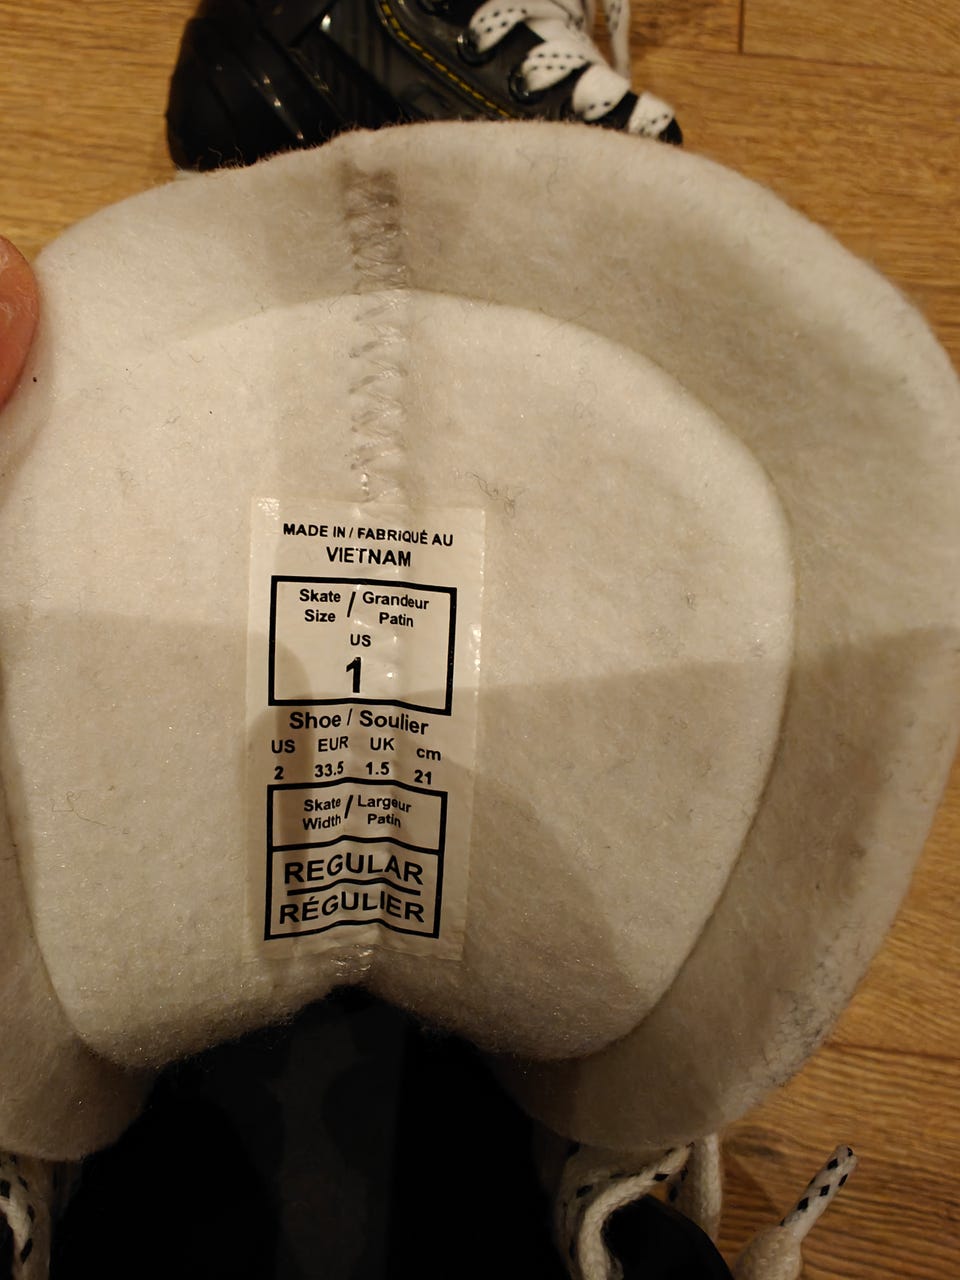 MADE IN / FABRIQUÉ AU
VIETNAM
Skate / Grandeur
Size Patin
US
1
Shoe / Soulier
US EUR UK cm
2 33.5 1.5 21
Skate / Largeur
Width Patin
REGULAR
RÉGULIER